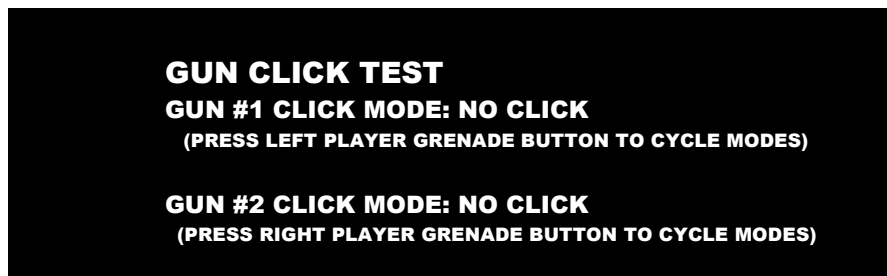 GUN CLICK TEST
GUN #1 CLICK MODE: NO CLICK
(PRESS LEFT PLAYER GRENADE BUTTON TO CYCLE MODES)
GUN #2 CLICK MODE: NO CLICK
(PRESS RIGHT PLAYER GRENADE BUTTON TO CYCLE MODES)